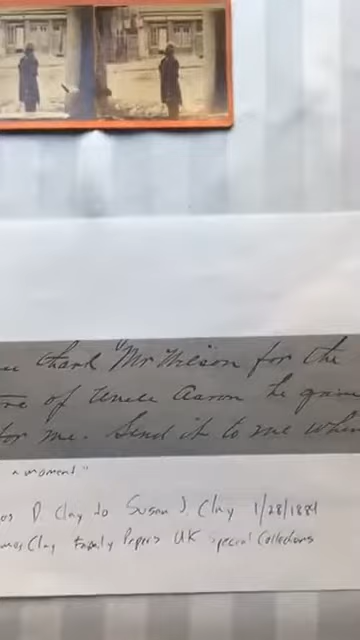 thank "Mr Wilson for the
of Uncle Aaron he gave
for me. Send it to me when
a moment"
D. Clay to Susan J. Clay 1/28/1884
Clay Family Papers UK Special Collections